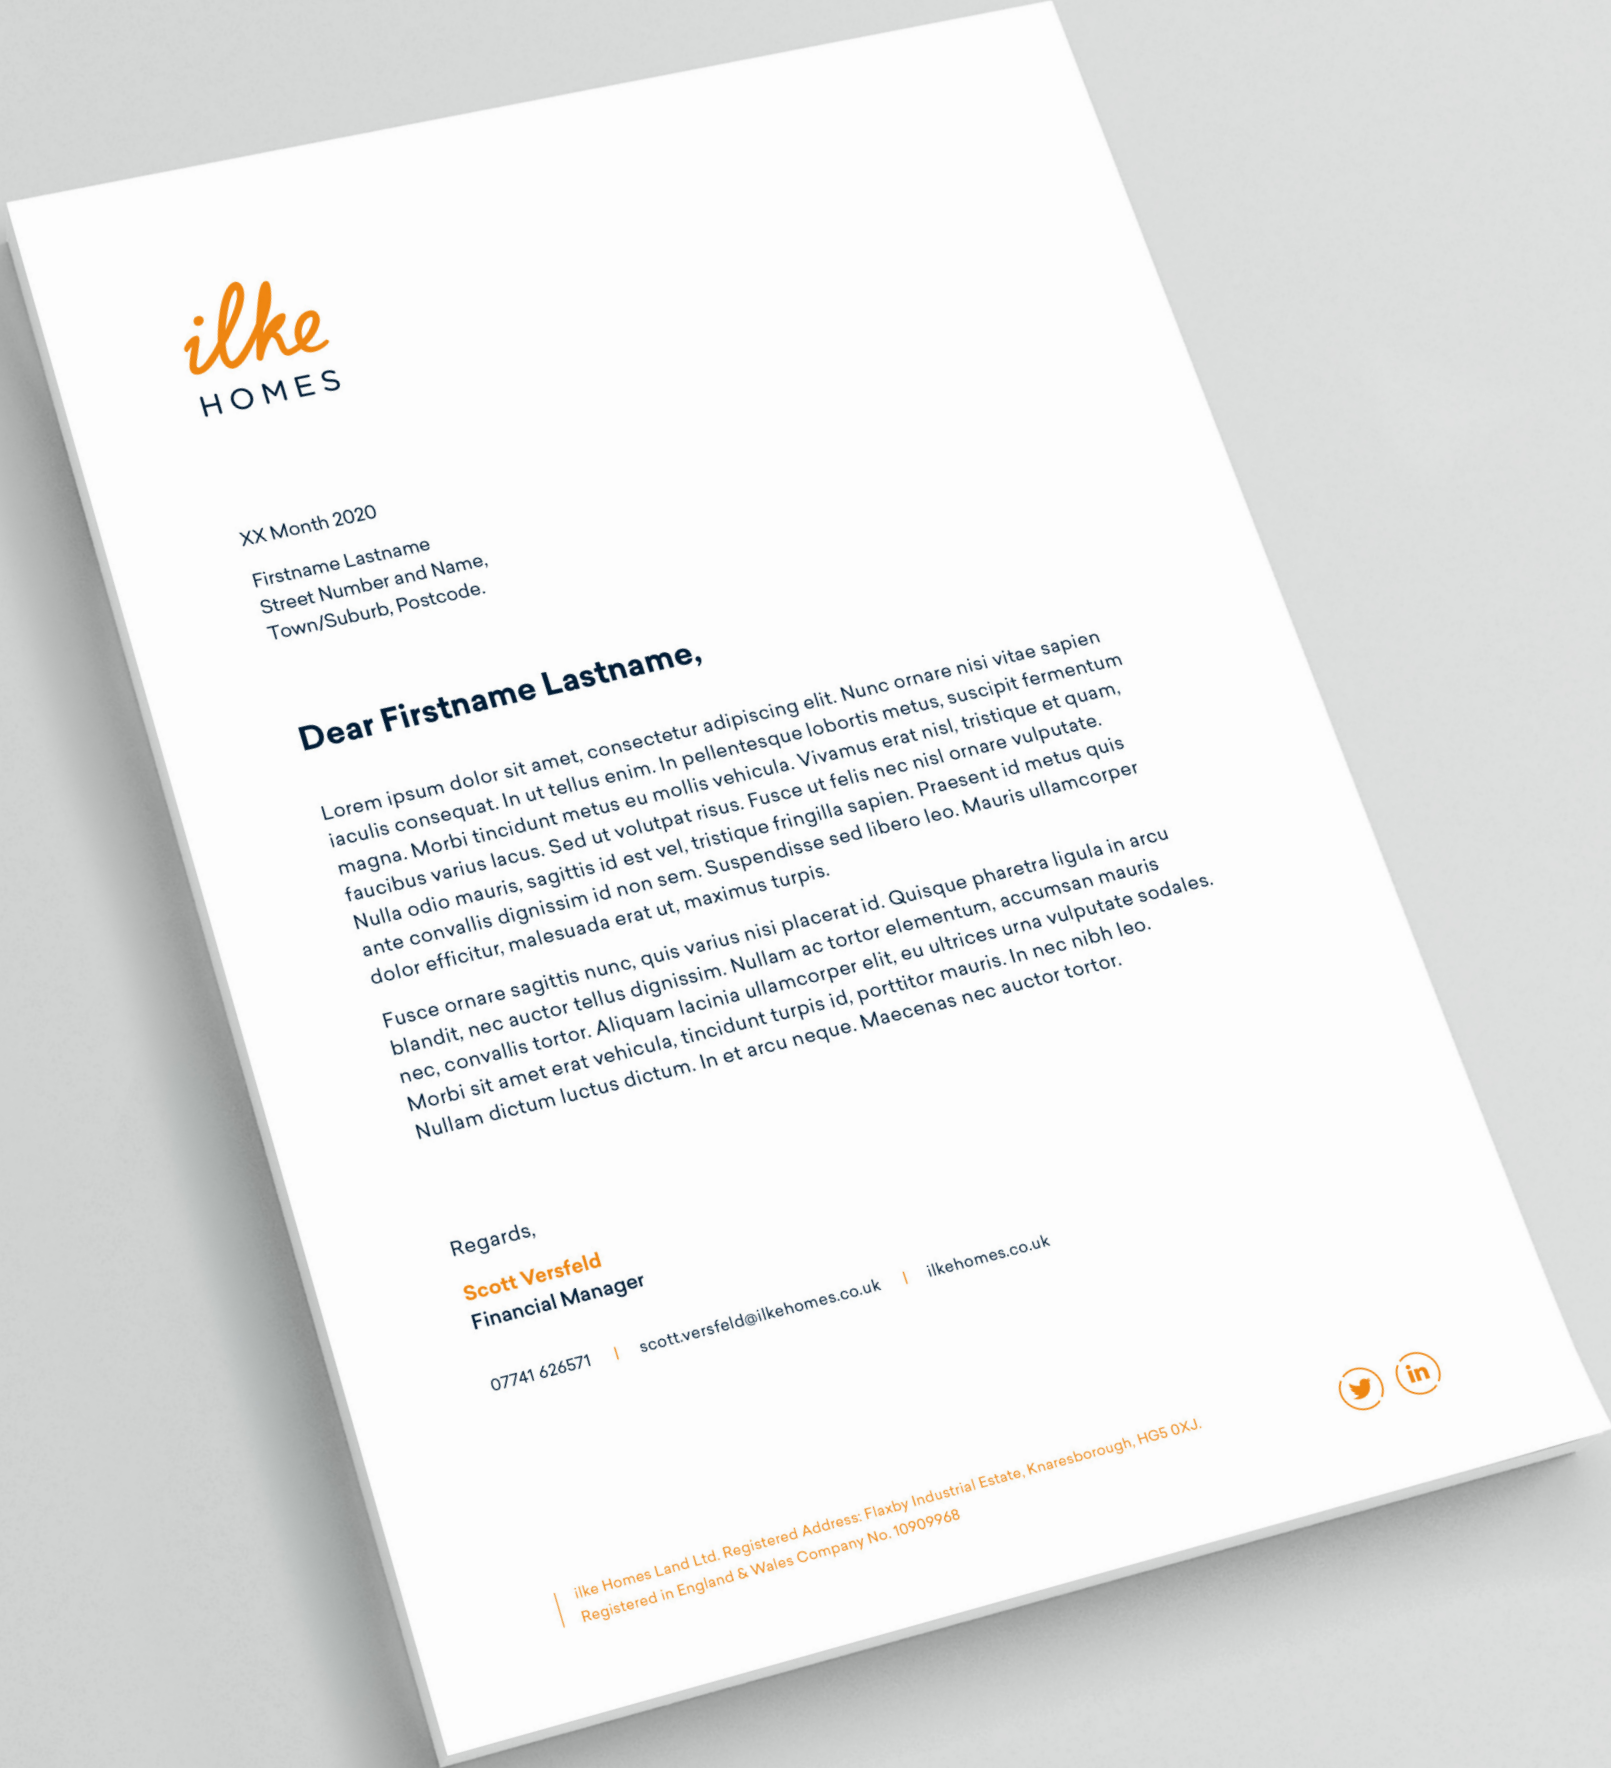 ilke
HOMES
XX Month 2020
Firstname Lastname
Street Number and Name,
Town/Suburb, Postcode.
Dear Firstname Lastname,
Lorem ipsum dolor sit amet, consectetur adipiscing elit. Nunc ornare nisi vitae sapien
iaculis consequat. In ut tellus enim. In pellentesque lobortis metus, suscipit fermentum
magna. Morbi tincidunt metus eu mollis vehicula. Vivamus erat nisl, tristique et quam,
faucibus varius lacus. Sed ut volutpat risus. Fusce ut felis nec nisl ornare vulputate.
Nulla odio mauris, sagittis id est vel, tristique fringilla sapien. Praesent id metus quis
ante convallis dignissim id non sem. Suspendisse sed libero leo. Mauris ullamcorper
dolor efficitur, malesuada erat ut, maximus turpis.
Fusce ornare sagittis nunc, quis varius nisi placerat id. Quisque pharetra ligula in arcu
blandit, nec auctor tellus dignissim. Nullam ac tortor elementum, accumsan mauris
nec, convallis tortor. Aliquam lacinia ullamcorper elit, eu ultrices urna vulputate sodales.
Morbi sit amet erat vehicula, tincidunt turpis id, porttitor mauris. In nec nibh leo.
Nullam dictum luctus dictum. In et arcu neque. Maecenas nec auctor tortor.
Regards,
Scott Versfeld
Financial Manager
07741 626571 | scott.versfeld@ilkehomes.co.uk | ilkehomes.co.uk
in
ilke Homes Land Ltd. Registered Address: Flaxby Industrial Estate, Knaresborough, HG5 0XJ.
Registered in England & Wales Company No. 10909968